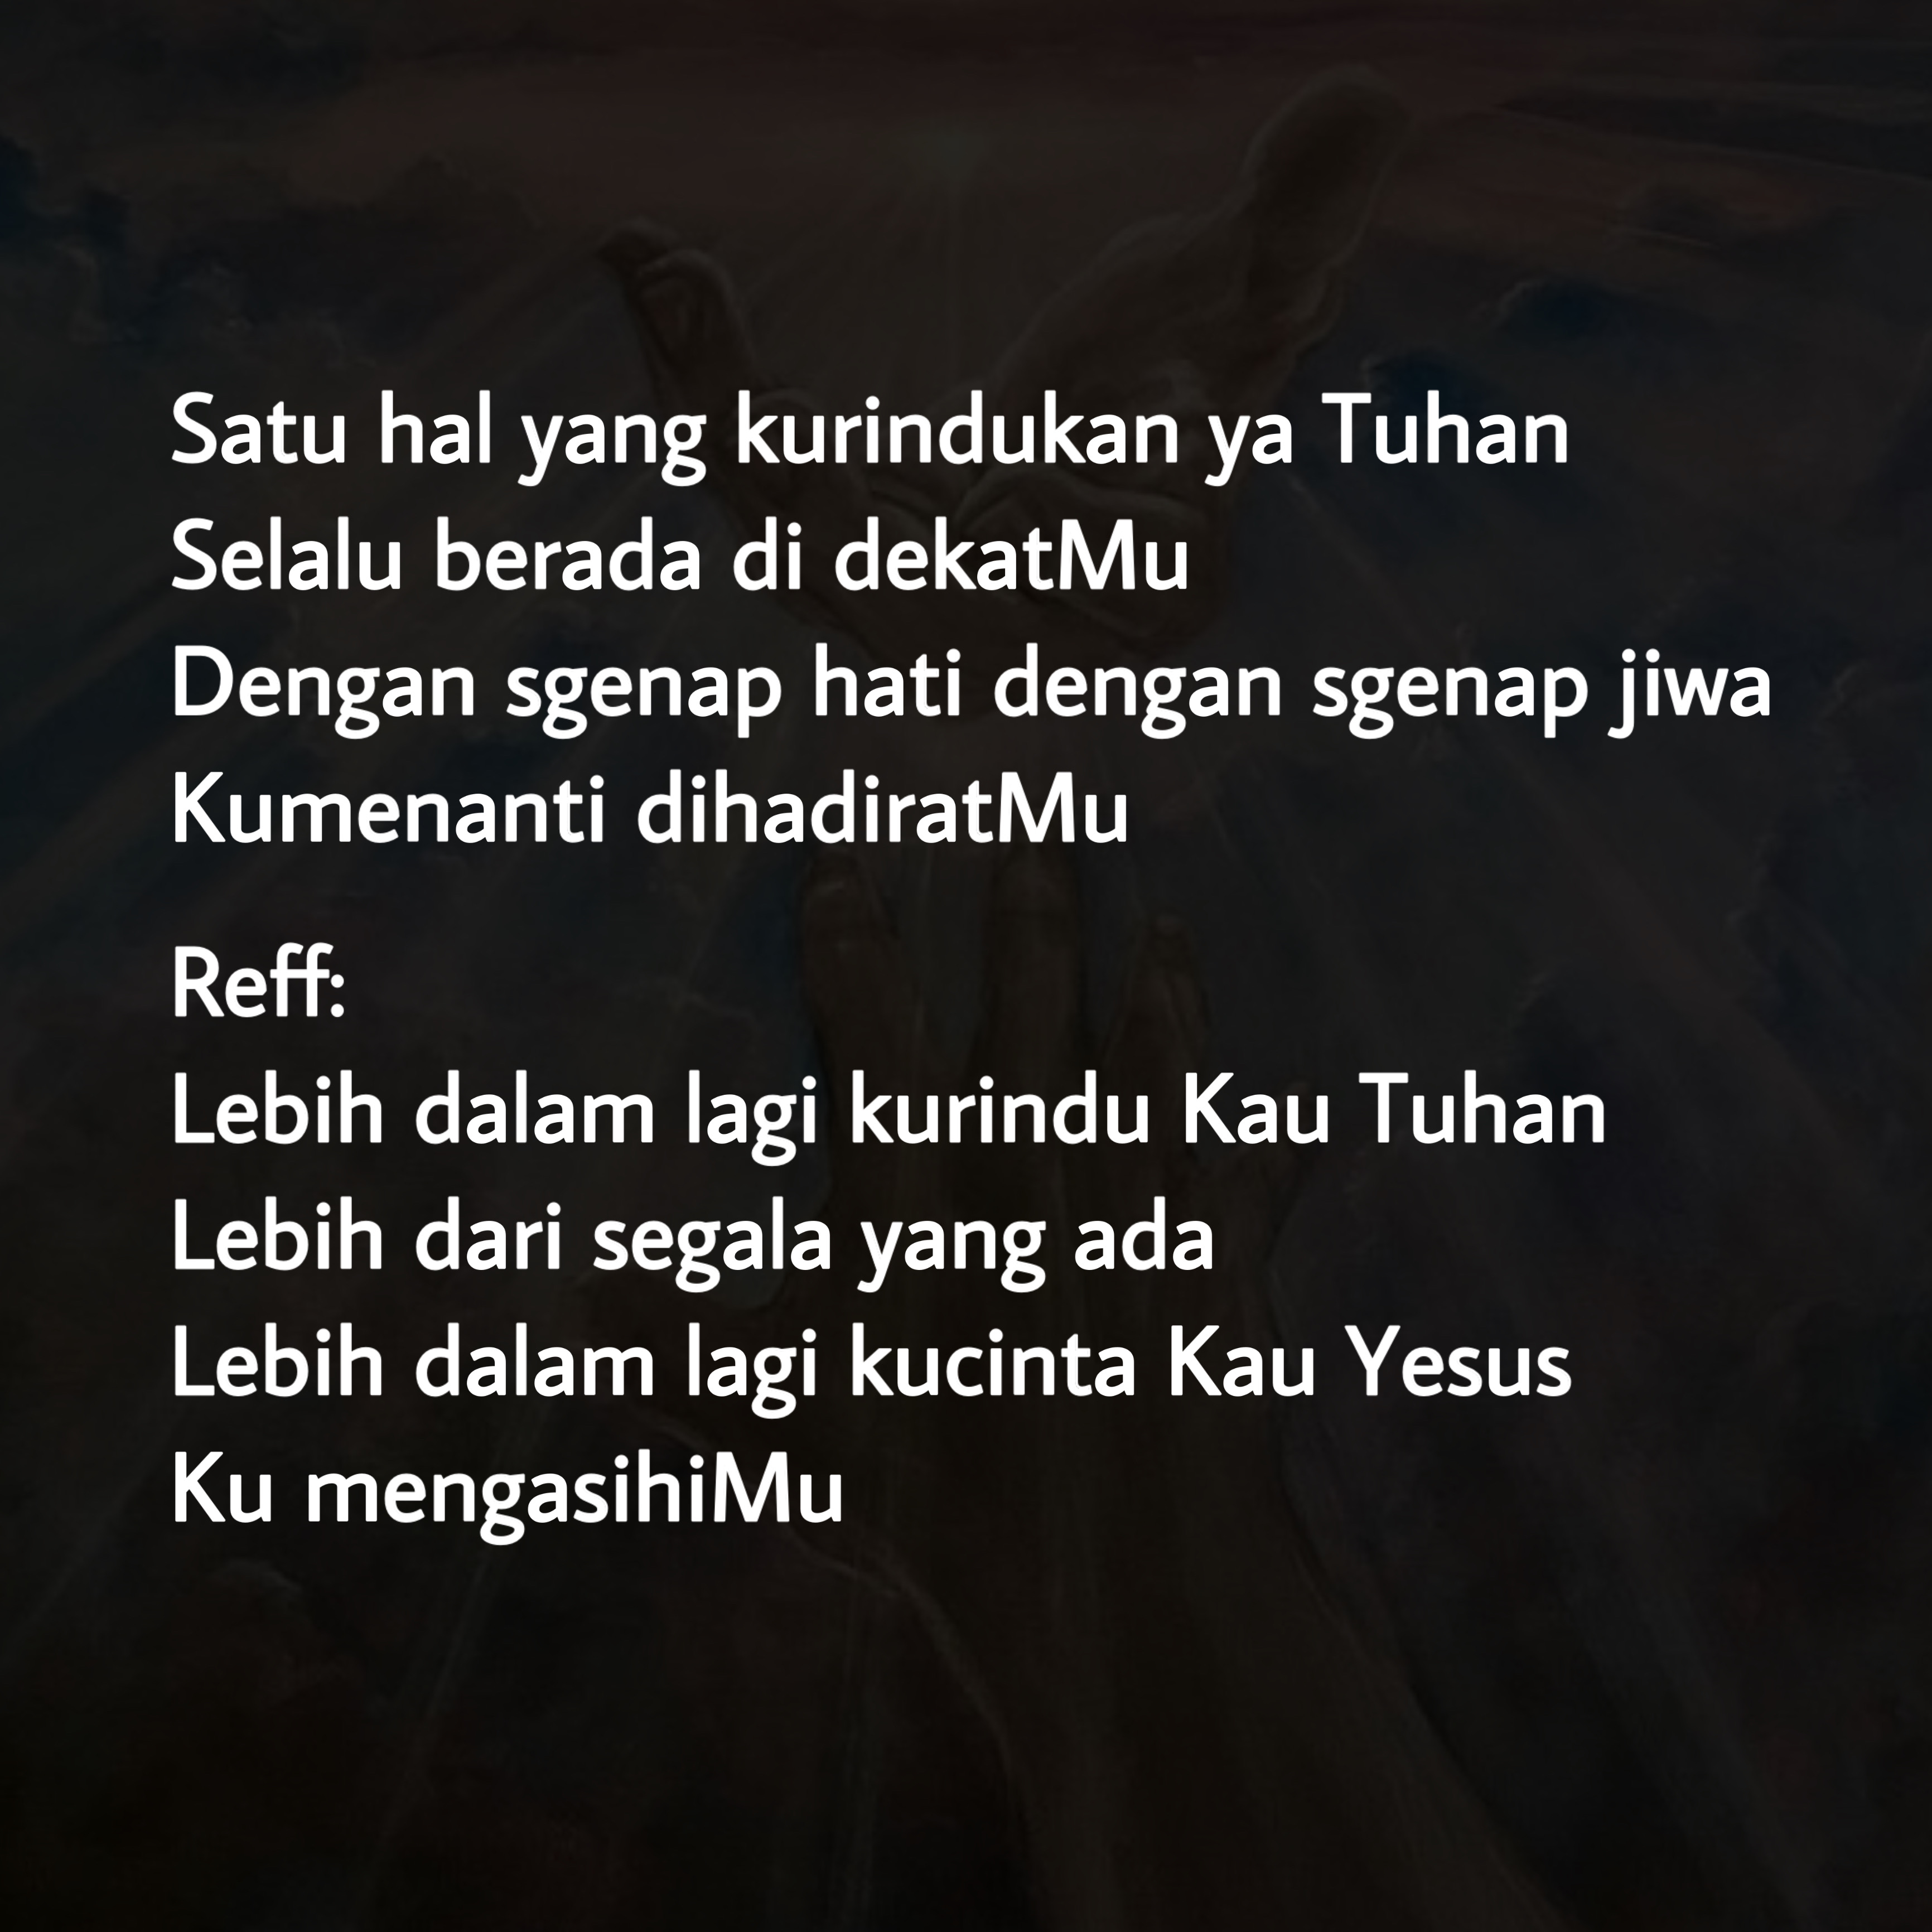 Satu hal yang kurindukan ya Tuhan
Selalu berada di dekatMu
Dengan sgenap hati dengan sgenap jiwa
Kumenanti dihadiratMu
Reff:
Lebih dalam lagi kurindu Kau Tuhan
Lebih dari segala yang ada
Lebih dalam lagi kucinta Kau Yesus
Ku mengasihiMu